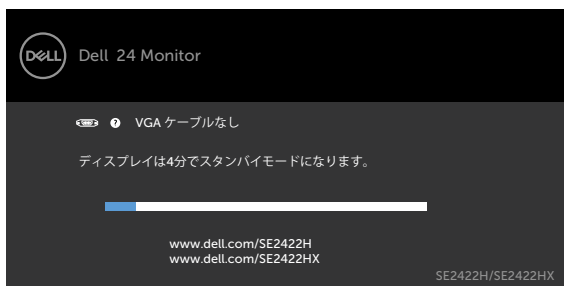 DELL
Dell 24 Monitor
? VGA ケーブルなし
ディスプレイは4分でスタンバイモードになります。
www.dell.com/SE2422H
www.dell.com/SE2422HX
SE2422H/SE2422HX